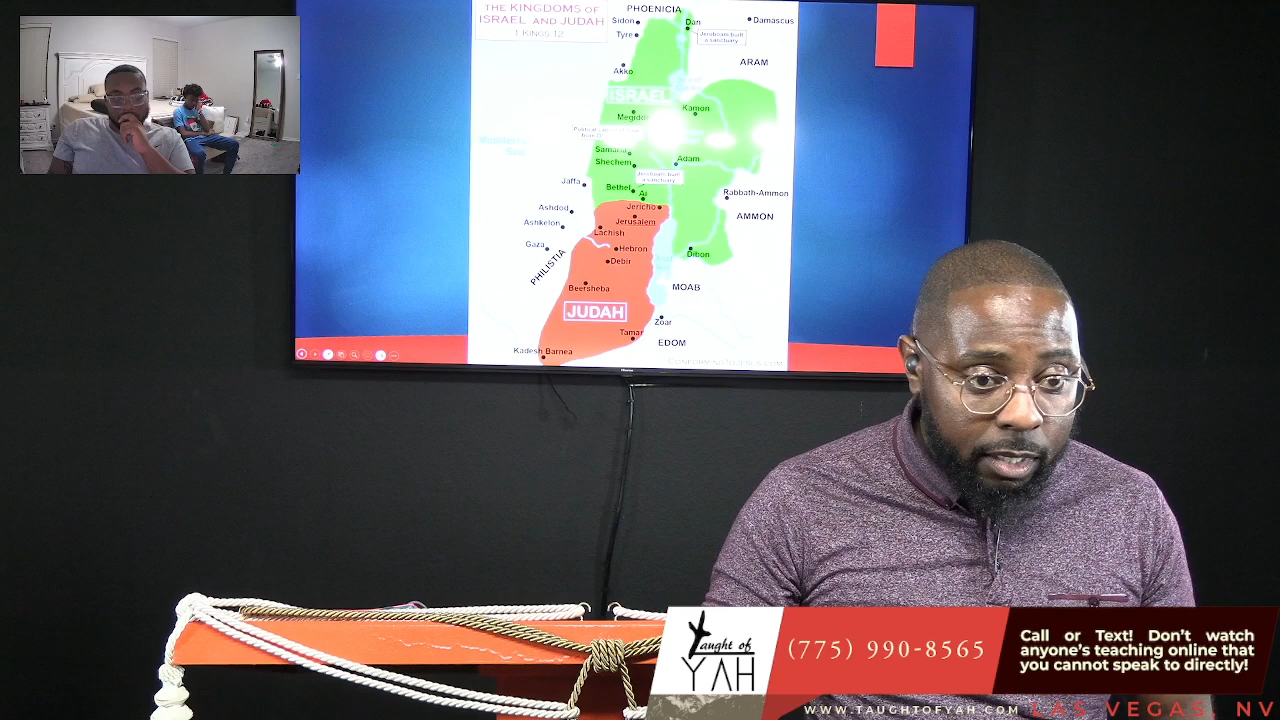 THE KINGDOMS OF
ISRAEL AND JUDAH
1 KINGS 12
PHOENICIA
Sidon
Dan
Damascus
Tyre
Jeroboam built
a sanctuary
ARAM
Akko
ISRAEL
Kamon
Megiddo
Samaria
Shechem
Adam
Jeroboam built
a sanctuary
Jaffa
Bethel
Ai
Rabbath-Ammon
Jericho
Ashdod
AMMON
Jerusalem
Ashkelon
Lachish
Gaza
Hebron
Dibon
Debir
PHILISTIA
Beersheba
MOAB
JUDAH
Zoar
Tamar
EDOM
Kadesh Barnea
CONFORMINGTOJESUS.COM
Taught of
YAH
(775) 990-8565
Call or Text! Don't watch
anyone's teaching online that
you cannot speak to directly!
WWW.TAUGHTOFYAH.COM
LAS VEGAS, NV